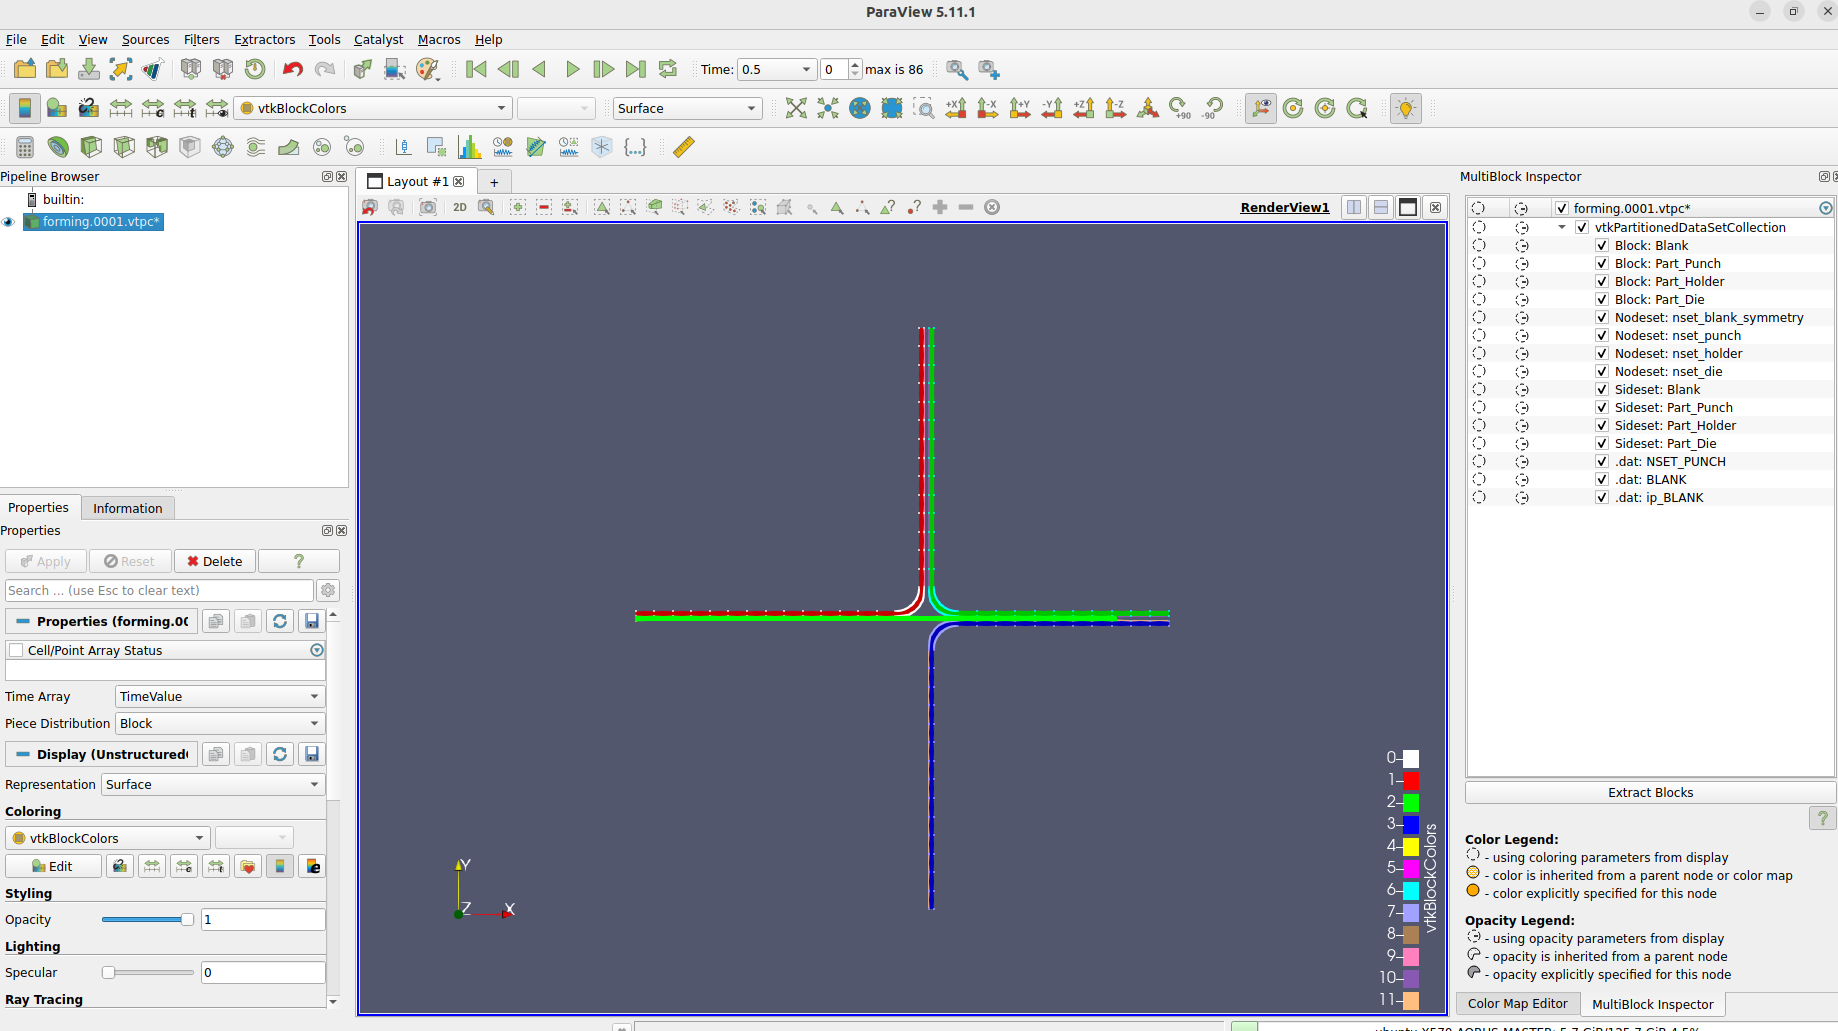 ParaView 5.11.1
File Edit View Sources Filters Extractors Tools Catalyst Macros Help
Time: 0.5 0 max is 86
vtkBlockColors Surface +X -X +Y -Y +Z -Z +90 -90
Pipeline Browser
builtin:
forming.0001.vtpc*
Properties Information
Properties
Apply Reset Delete ?
Search ... (use Esc to clear text)
Properties (forming.00
Cell/Point Array Status
Time Array TimeValue
Piece Distribution Block
Display (Unstructured
Representation Surface
Coloring
vtkBlockColors
Edit
Styling
Opacity 1
Lighting
Specular 0
Ray Tracing
Layout #1 +
2D RenderView1
Y
Z X
0
1
2
3
4
5
6
7
8
9
10
11
vtkBlockColors
MultiBlock Inspector
forming.0001.vtpc*
vtkPartitionedDataSetCollection
Block: Blank
Block: Part_Punch
Block: Part_Holder
Block: Part_Die
Nodeset: nset_blank_symmetry
Nodeset: nset_punch
Nodeset: nset_holder
Nodeset: nset_die
Sideset: Blank
Sideset: Part_Punch
Sideset: Part_Holder
Sideset: Part_Die
.dat: NSET_PUNCH
.dat: BLANK
.dat: ip_BLANK
Extract Blocks
?
Color Legend:
- using coloring parameters from display
- color is inherited from a parent node or color map
- color explicitly specified for this node
Opacity Legend:
- using opacity parameters from display
- opacity is inherited from a parent node
- opacity explicitly specified for this node
Color Map Editor MultiBlock Inspector